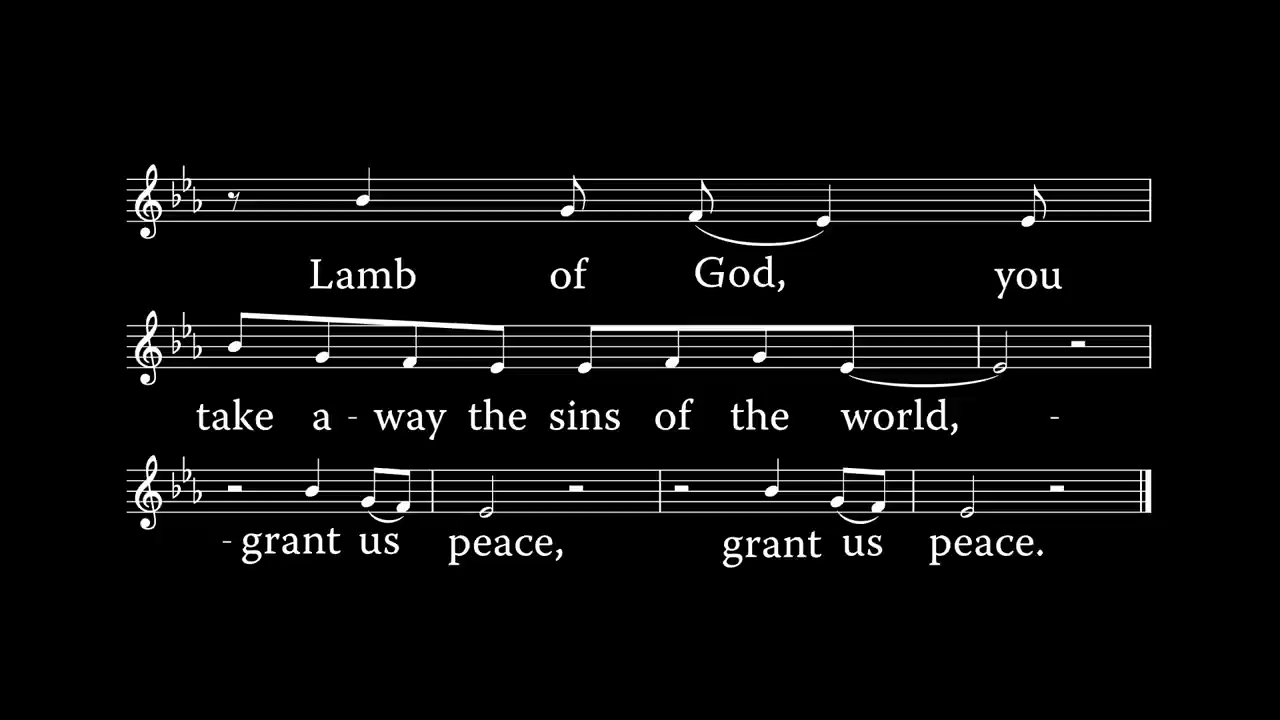 Lamb of God, you
take a - way the sins of the world, -
- grant us peace, grant us peace.